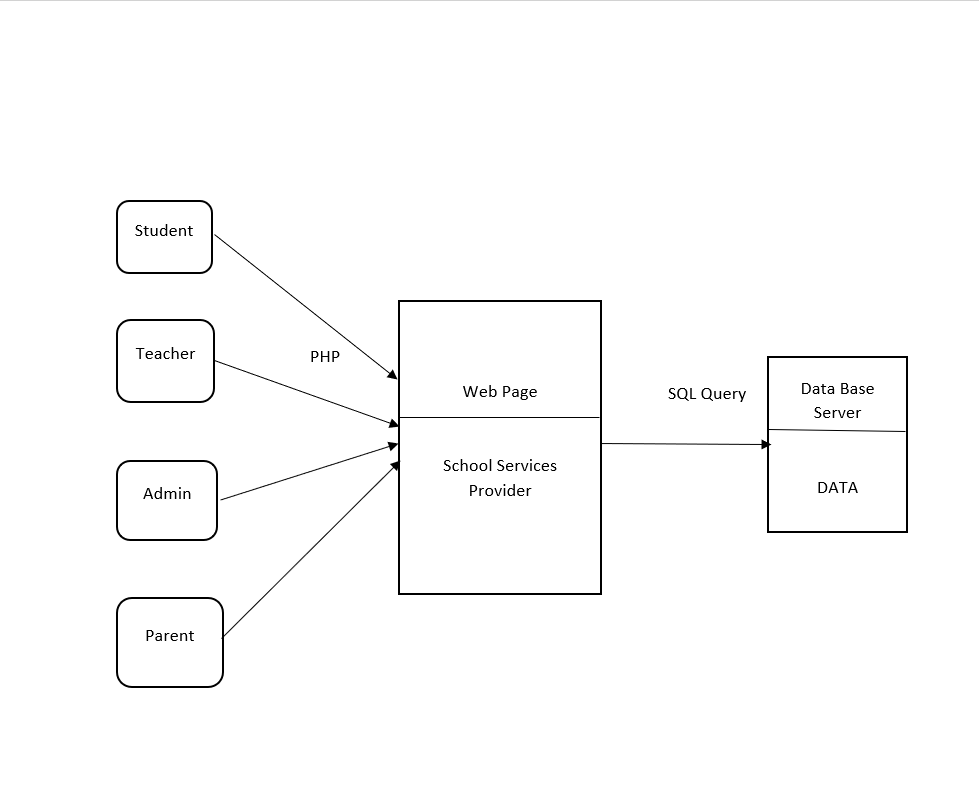 Student
Teacher
Admin
Parent
PHP
Web Page
School Services
Provider
SQL Query
Data Base
Server
DATA